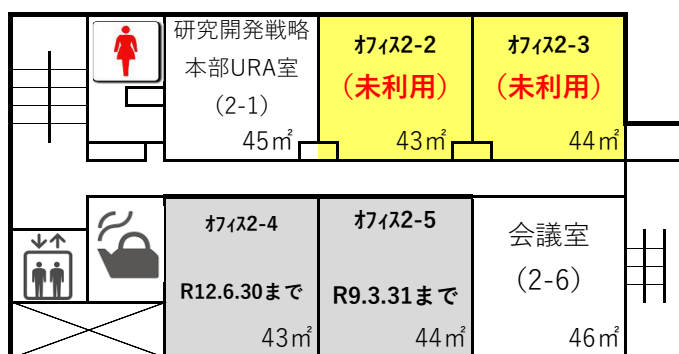 研究開発戦略
本部URA室
(2-1)
45㎡
ｵﾌｨｽ2-2
(未利用)
43㎡
ｵﾌｨｽ2-3
(未利用)
44㎡
ｵﾌｨｽ2-4
R12.6.30まで
43㎡
ｵﾌｨｽ2-5
R9.3.31まで
44㎡
会議室
(2-6)
46㎡